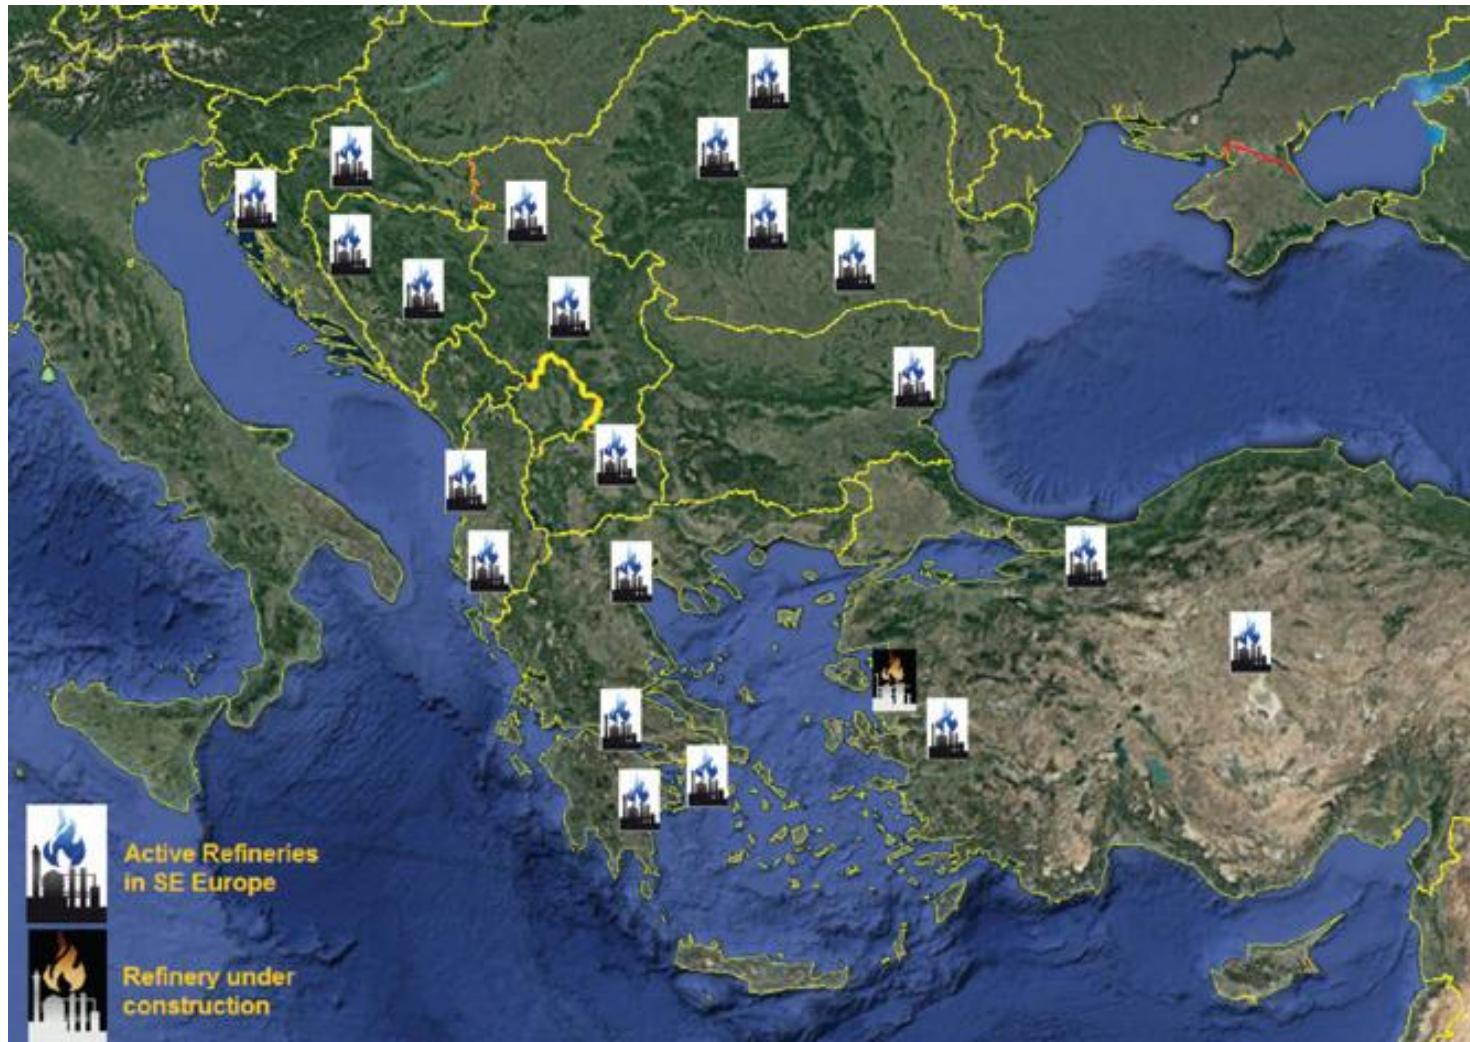 Active Refineries
in SE Europe
Refinery under
construction